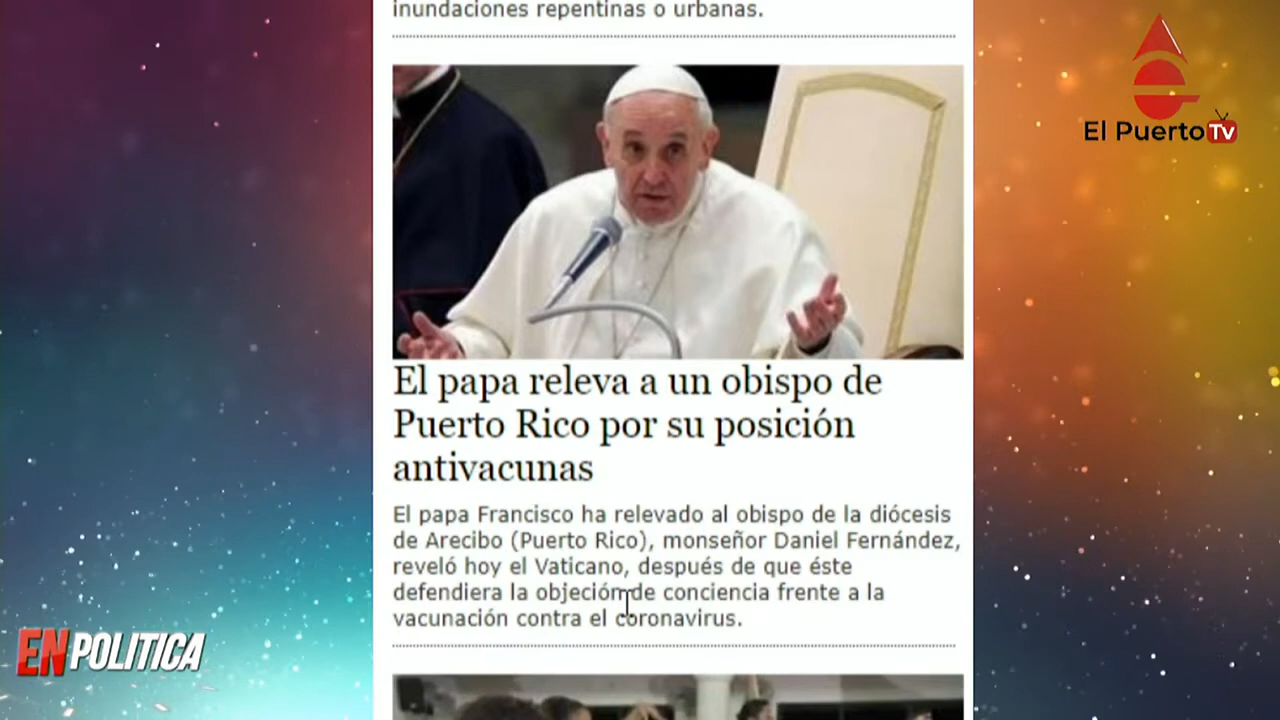 inundaciones repentinas o urbanas.
El Puerto TV
El papa releva a un obispo de
Puerto Rico por su posición
antivacunas
El papa Francisco ha relevado al obispo de la diócesis
de Arecibo (Puerto Rico), monseñor Daniel Fernández,
reveló hoy el Vaticano, después de que éste
defendiera la objeción de conciencia frente a la
vacunación contra el coronavirus.
EN POLITICA